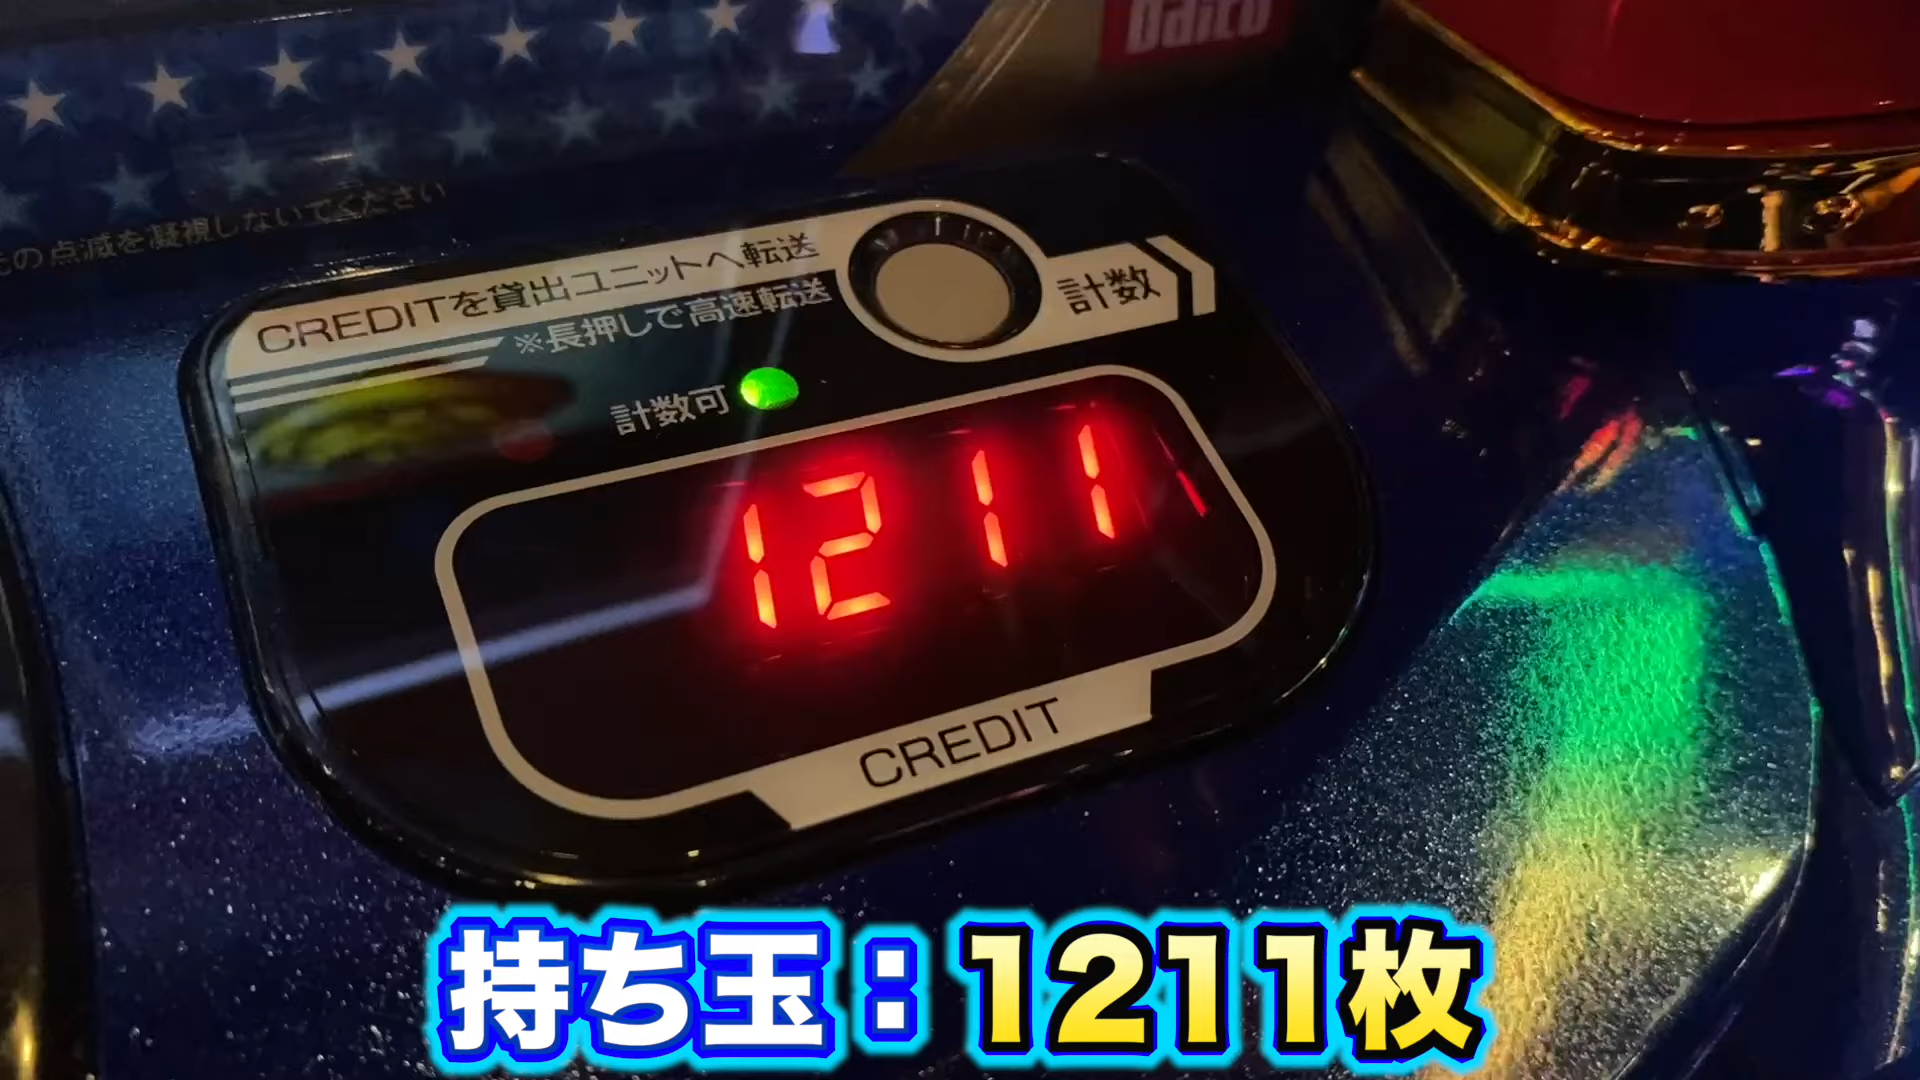 Daito
の点滅を凝視しないでください
CREDITを貸出ユニットへ転送
※長押しで高速転送
計数
計数可
1211
CREDIT
持ち玉：1211枚